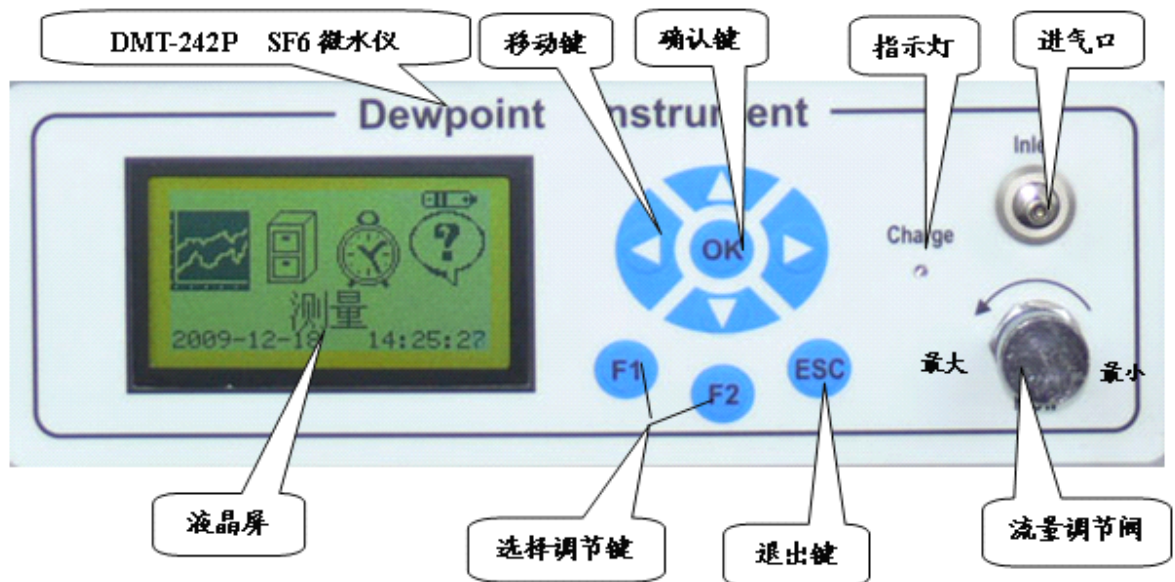 DMT-242P SF6 微水仪
移动键
确认键
指示灯
进气口
Dewpoint Instrument
Inlet
OK
Charge
测量
2009-12-18 14:25:27
F1
F2
ESC
最大
最小
液晶屏
选择调节键
退出键
流量调节阀